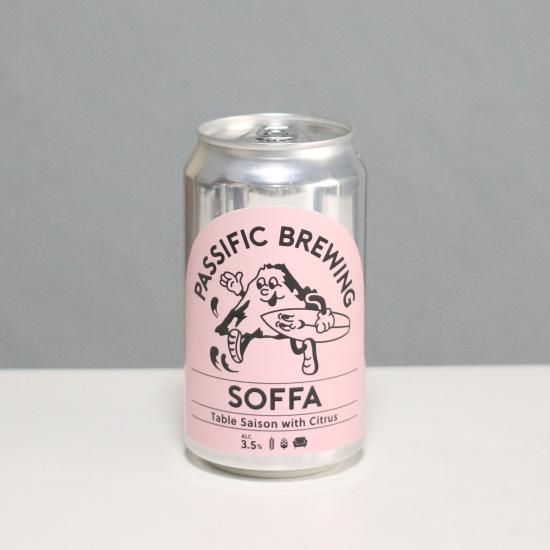 PASSIFIC BREWING
SOFFA
Table Saison with Citrus
ALC
3.5%